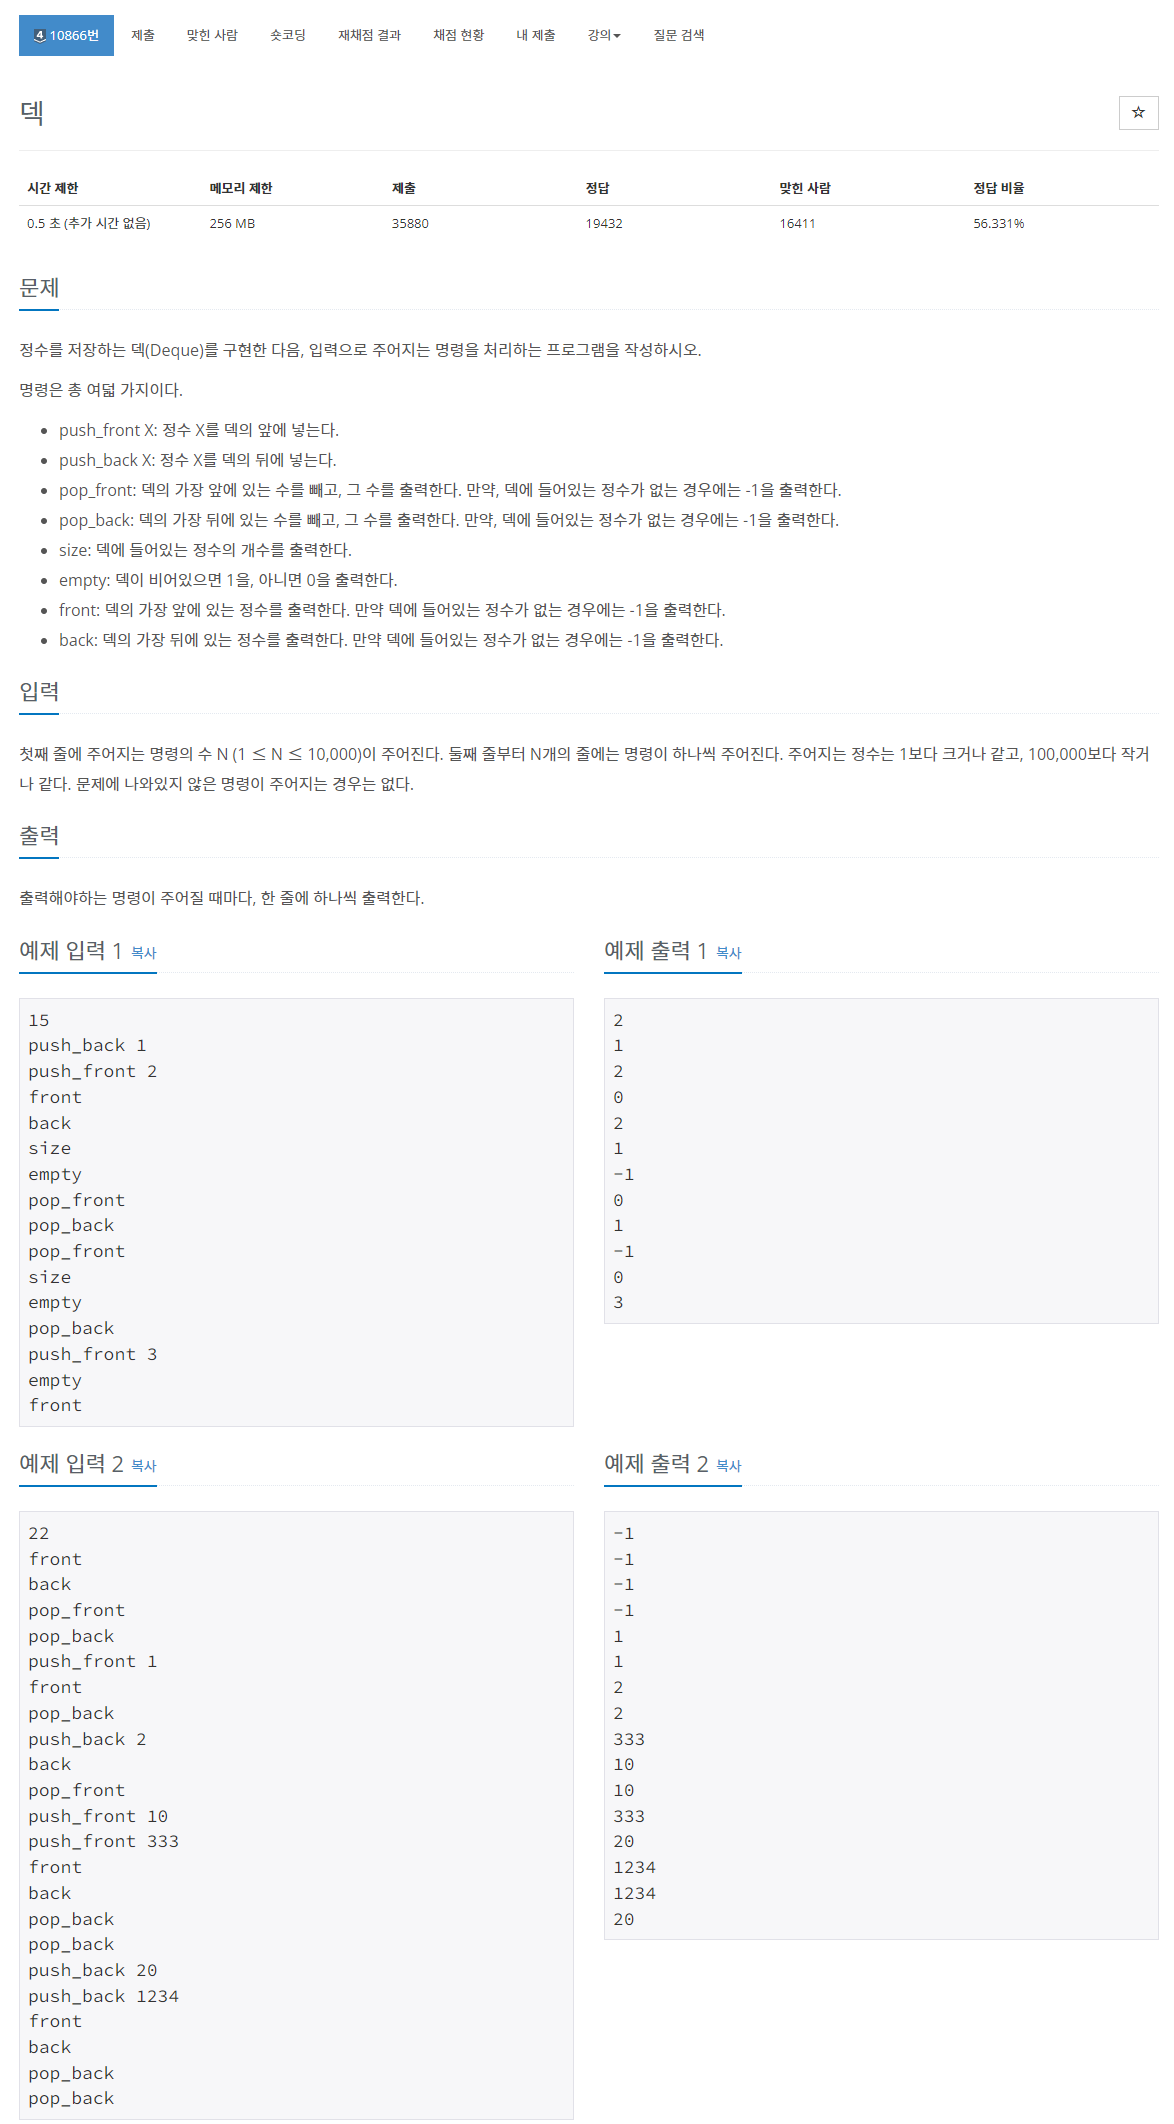 4 10866번 제출 맞힌 사람 숏코딩 재채점 결과 채점 현황 내 제출 강의 질문 검색
덱
시간 제한 메모리 제한 제출 정답 맞힌 사람 정답 비율
0.5 초 (추가 시간 없음) 256 MB 35880 19432 16411 56.331%
문제
정수를 저장하는 덱(Deque)를 구현한 다음, 입력으로 주어지는 명령을 처리하는 프로그램을 작성하시오.
명령은 총 여덟 가지이다.
push_front X: 정수 X를 덱의 앞에 넣는다.
push_back X: 정수 X를 덱의 뒤에 넣는다.
pop_front: 덱의 가장 앞에 있는 수를 빼고, 그 수를 출력한다. 만약, 덱에 들어있는 정수가 없는 경우에는 -1을 출력한다.
pop_back: 덱의 가장 뒤에 있는 수를 빼고, 그 수를 출력한다. 만약, 덱에 들어있는 정수가 없는 경우에는 -1을 출력한다.
size: 덱에 들어있는 정수의 개수를 출력한다.
empty: 덱이 비어있으면 1을, 아니면 0을 출력한다.
front: 덱의 가장 앞에 있는 정수를 출력한다. 만약 덱에 들어있는 정수가 없는 경우에는 -1을 출력한다.
back: 덱의 가장 뒤에 있는 정수를 출력한다. 만약 덱에 들어있는 정수가 없는 경우에는 -1을 출력한다.
입력
첫째 줄에 주어지는 명령의 수 N (1 ≤ N ≤ 10,000)이 주어진다. 둘째 줄부터 N개의 줄에는 명령이 하나씩 주어진다. 주어지는 정수는 1보다 크거나 같고, 100,000보다 작거
나 같다. 문제에 나와있지 않은 명령이 주어지는 경우는 없다.
출력
출력해야하는 명령이 주어질 때마다, 한 줄에 하나씩 출력한다.
예제 입력 1 복사
15
push_back 1
push_front 2
front
back
size
empty
pop_front
pop_back
pop_front
size
empty
pop_back
push_front 3
empty
front
예제 출력 1 복사
2
1
2
0
2
1
-1
0
1
-1
0
3
예제 입력 2 복사
22
front
back
pop_front
pop_back
push_front 1
front
pop_back
push_back 2
back
pop_front
push_front 10
push_front 333
front
back
pop_back
pop_back
push_back 20
push_back 1234
front
back
pop_back
pop_back
예제 출력 2 복사
-1
-1
-1
-1
1
1
2
2
333
10
10
333
20
1234
1234
20